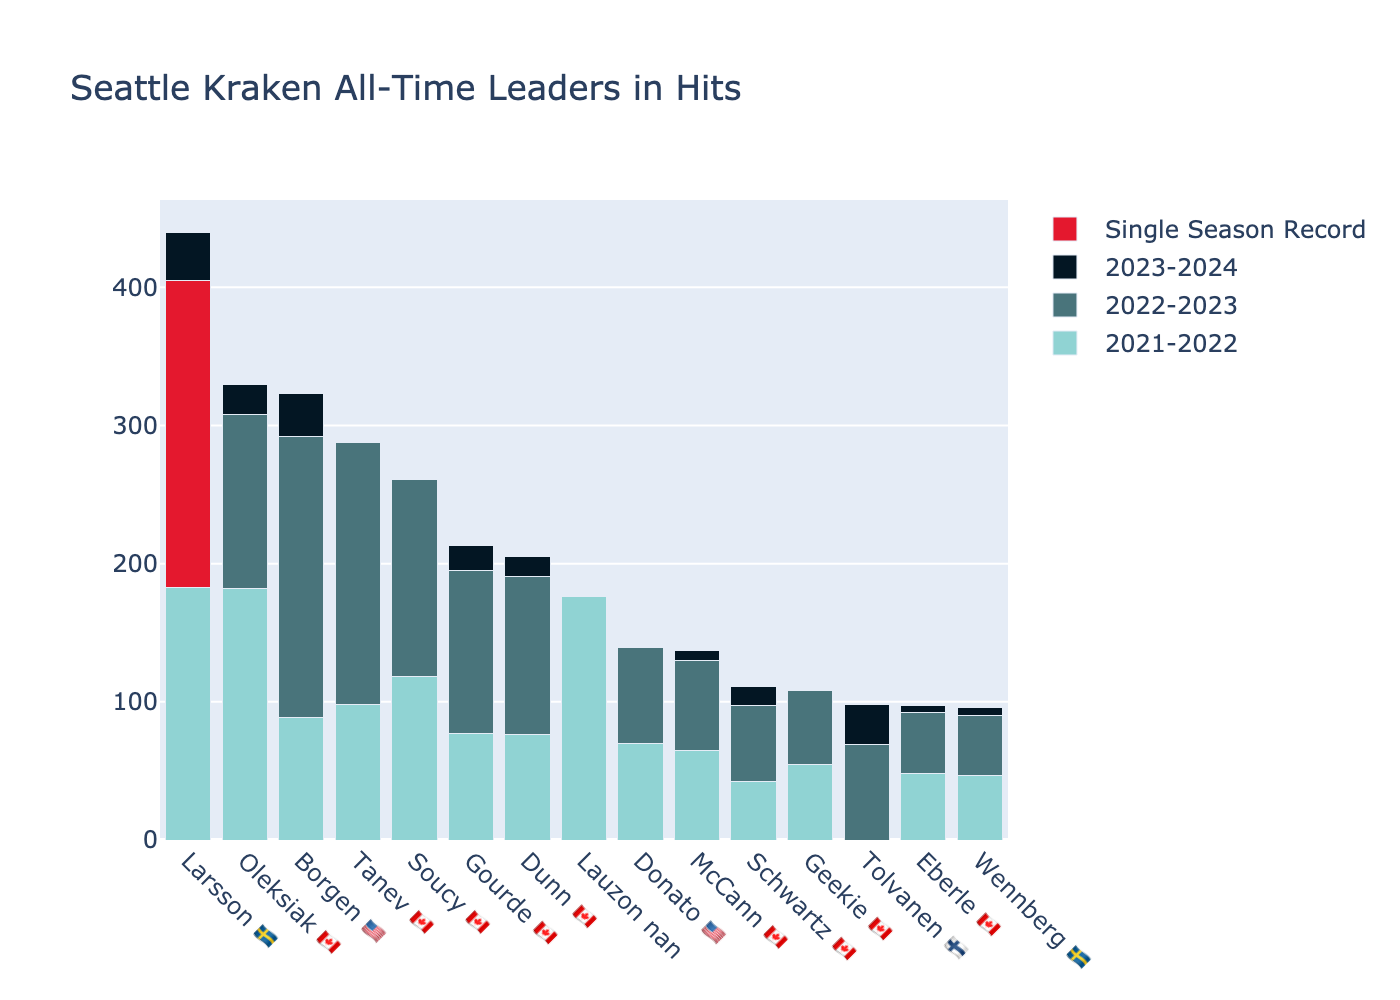 Seattle Kraken All-Time Leaders in Hits
Single Season Record
2023-2024
2022-2023
2021-2022
400
300
200
100
0
Larsson 🇸🇪
Oleksiak 🇨🇦
Borgen 🇺🇸
Tanev 🇨🇦
Soucy 🇨🇦
Gourde 🇨🇦
Dunn 🇨🇦
Lauzon nan
Donato 🇺🇸
McCann 🇨🇦
Schwartz 🇨🇦
Geekie 🇨🇦
Tolvanen 🇫🇮
Eberle 🇨🇦
Wennberg 🇸🇪